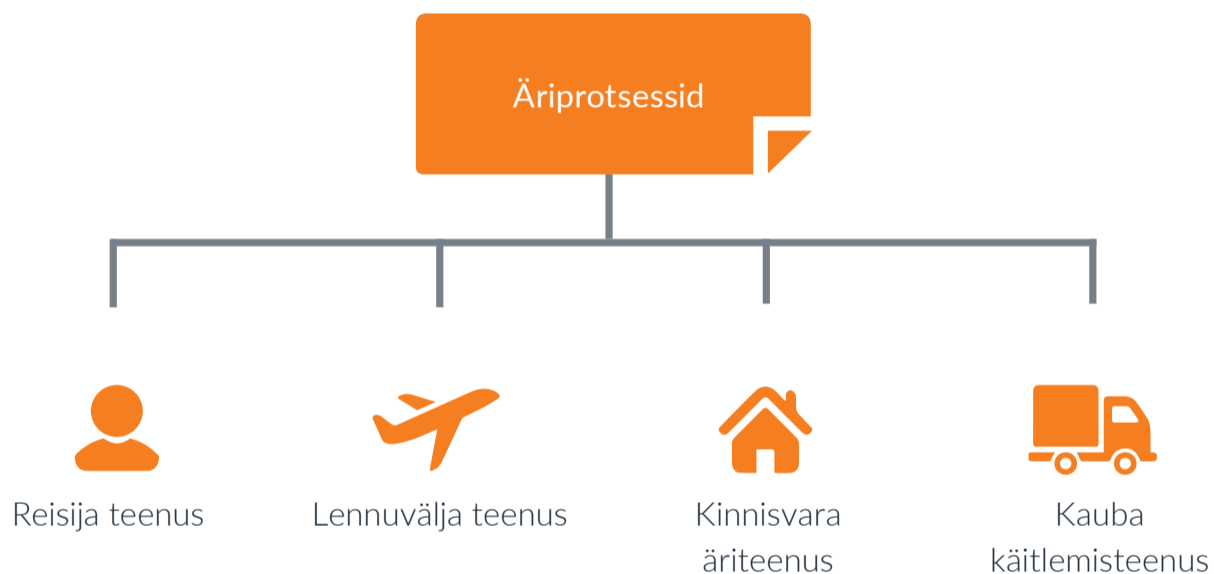 Äriprotsessid
Reisija teenus
Lennuvälja teenus
Kinnisvara
äriteenus
Kauba
käitlemisteenus